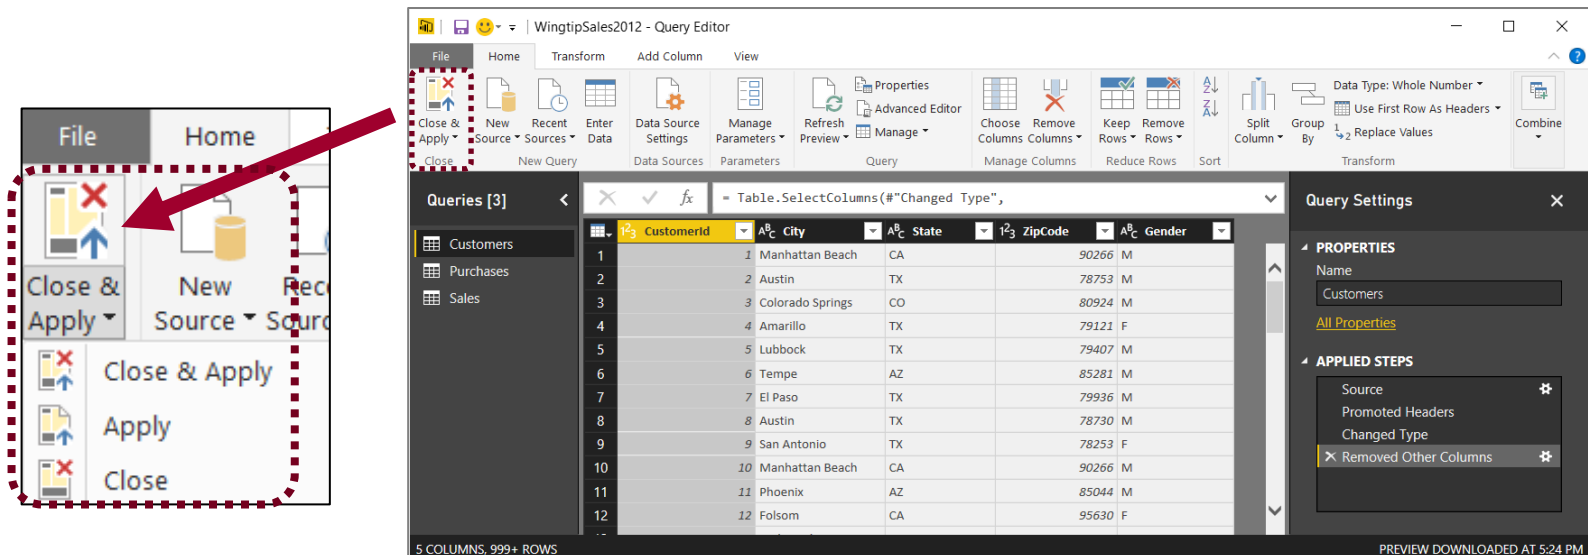 File Home
Close & Apply
New Source
Rece
Sourc
Close & Apply
Apply
Close
WingtipSales2012 - Query Editor
File Home Transform Add Column View
Close & Apply
New Source
Recent Sources
Enter Data
Data Source Settings
Manage Parameters
Refresh Preview
Properties
Advanced Editor
Manage
Choose Columns
Remove Columns
Keep Rows
Remove Rows
Split Column
Group By
Data Type: Whole Number
Use First Row As Headers
Replace Values
Combine
Close New Query Data Sources Parameters Query Manage Columns Reduce Rows Sort Transform
Queries [3]
Customers
Purchases
Sales
fx = Table.SelectColumns(#"Changed Type",
1²3 CustomerId ABC City ABC State 1²3 ZipCode ABC Gender
1 1 Manhattan Beach CA 90266 M
2 2 Austin TX 78753 M
3 3 Colorado Springs CO 80924 M
4 4 Amarillo TX 79121 F
5 5 Lubbock TX 79407 M
6 6 Tempe AZ 85281 M
7 7 El Paso TX 79936 M
8 8 Austin TX 78730 M
9 9 San Antonio TX 78253 F
10 10 Manhattan Beach CA 90266 M
11 11 Phoenix AZ 85044 M
12 12 Folsom CA 95630 F
Query Settings
PROPERTIES
Name
Customers
All Properties
APPLIED STEPS
Source
Promoted Headers
Changed Type
Removed Other Columns
5 COLUMNS, 999+ ROWS
PREVIEW DOWNLOADED AT 5:24 PM